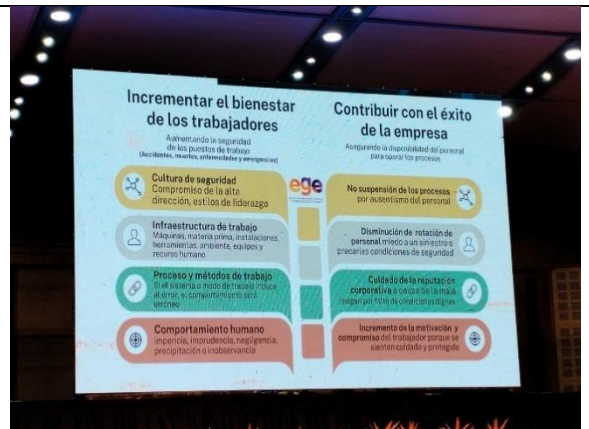 Incrementar el bienestar
de los trabajadores
Aumentando la seguridad
de los puestos de trabajo
(Accidentes, muertes, enfermedades y emergencias)
Cultura de seguridad
Compromiso de la alta
dirección, estilos de liderazgo
Infraestructura de trabajo
Máquinas, materia prima, instalaciones,
herramientas, ambiente, equipos y
recurso humano
Proceso y métodos de trabajo
Si el sistema o modo de trabajo induce
al error, el comportamiento será
erróneo
Comportamiento humano
impericia, imprudencia, negligencia,
precipitación o inobservancia
ege
Contribuir con el éxito
de la empresa
Asegurando la disponibilidad del personal
para operar los procesos
No suspensión de los procesos
por ausentismo del personal
Disminución de rotación de
personal miedo a un siniestro o
precarias condiciones de seguridad
Cuidado de la reputación
corporativa a causa de la mala
imagen por falta de condiciones dignas
Incremento de la motivación y
compromiso del trabajador porque se
sienten cuidado y protegido